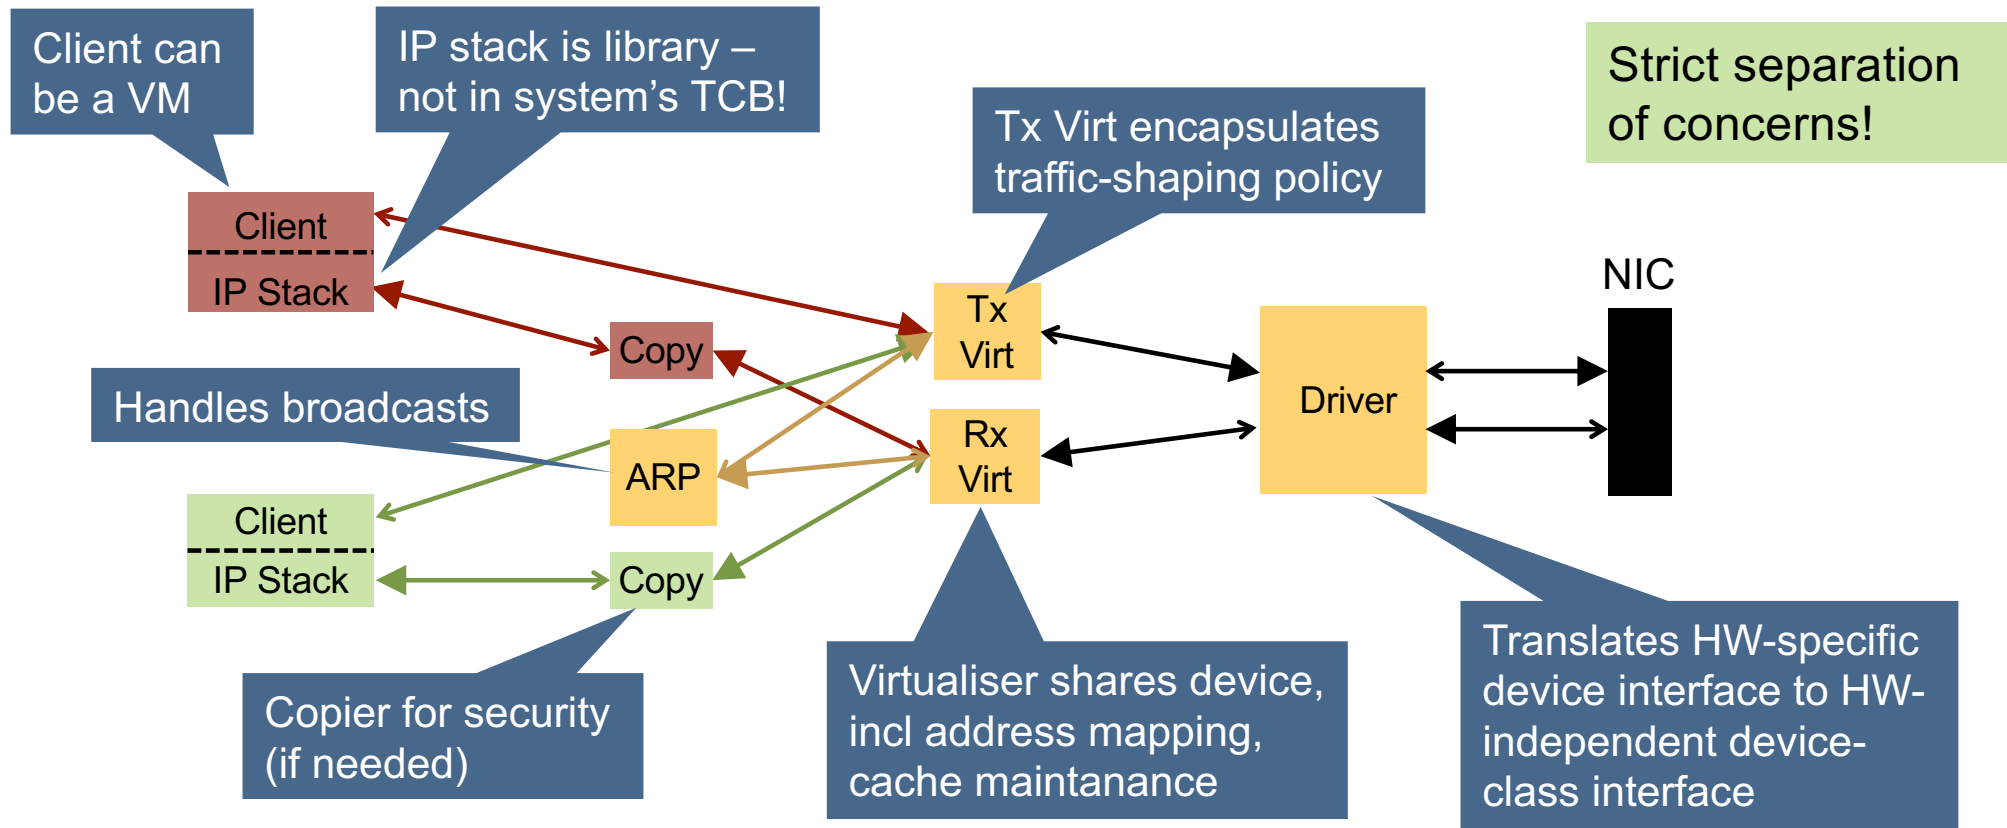 Client can
be a VM
IP stack is library –
not in system’s TCB!
Tx Virt encapsulates
traffic-shaping policy
Strict separation
of concerns!
Client
IP Stack
Copy
Handles broadcasts
ARP
Client
IP Stack
Copy
Tx
Virt
Rx
Virt
Driver
NIC
Copier for security
(if needed)
Virtualiser shares device,
incl address mapping,
cache maintanance
Translates HW-specific
device interface to HW-
independent device-
class interface